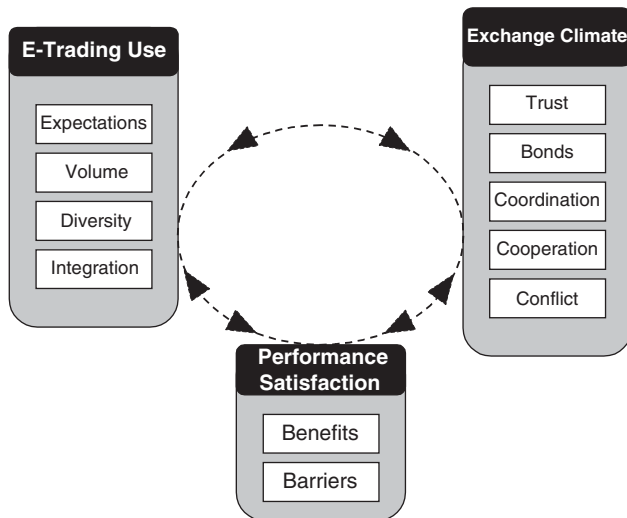 E-Trading Use
Expectations
Volume
Diversity
Integration
Exchange Climate
Trust
Bonds
Coordination
Cooperation
Conflict
Performance
Satisfaction
Benefits
Barriers